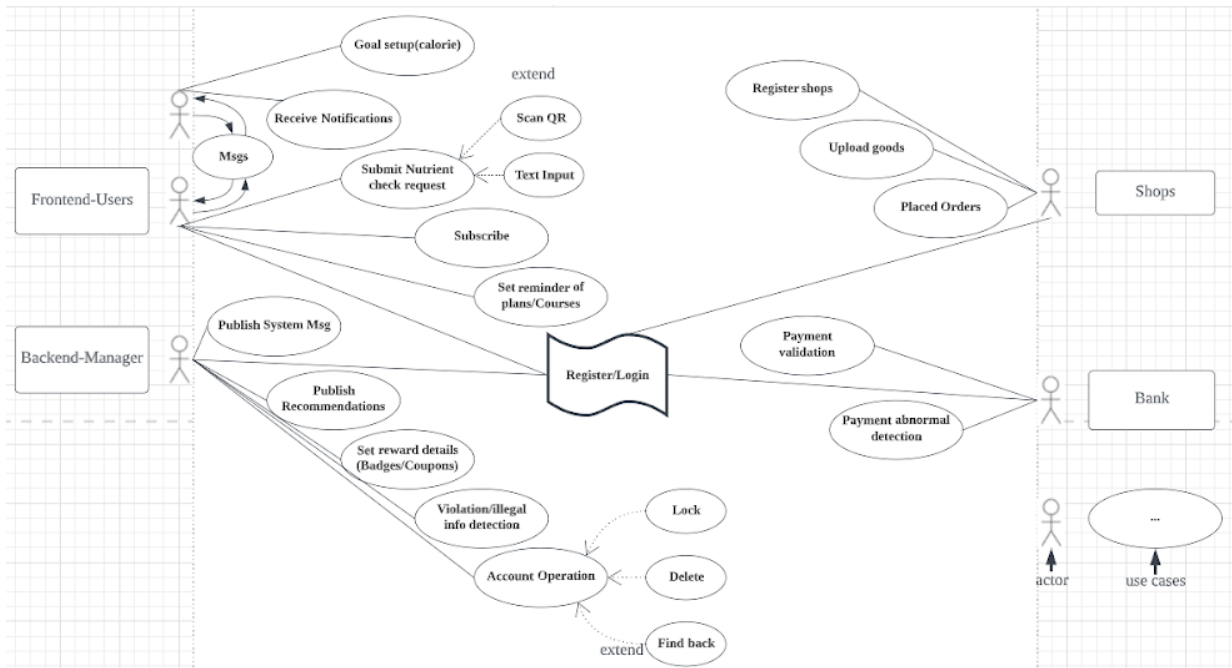 Goal setup(calorie)
extend
Register shops
Scan QR
Receive Notifications
Msgs
Upload goods
Submit Nutrient
check request
Text Input
Frontend-Users
Shops
Placed Orders
Subscribe
Set reminder of
plans/Courses
Publish System Msg
Payment
validation
Backend-Manager
Register/Login
Publish
Recommendations
Bank
Payment abnormal
detection
Set reward details
(Badges/Coupons)
Violation/illegal
info detection
Lock
...
Account Operation
Delete
actor
use cases
extend
Find back